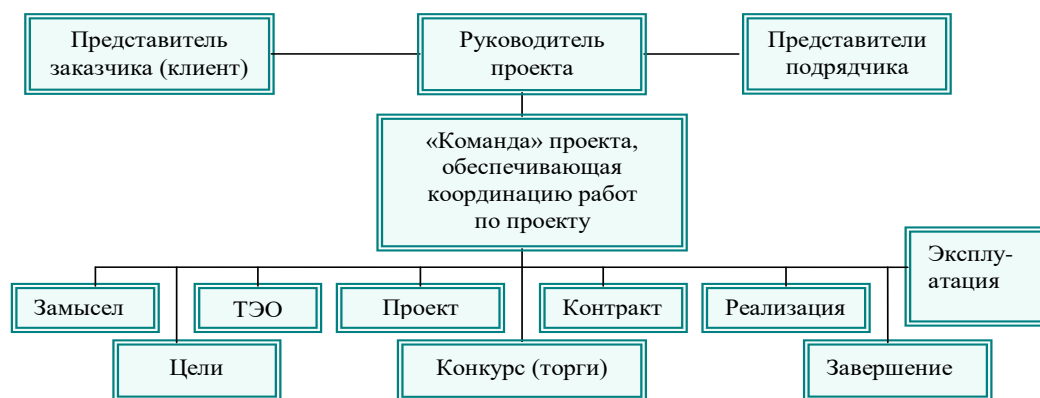 Представитель
заказчика (клиент)
Руководитель
проекта
Представители
подрядчика
«Команда» проекта,
обеспечивающая
координацию работ
по проекту
Эксплу-
атация
Замысел
ТЭО
Проект
Контракт
Реализация
Цели
Конкурс (торги)
Завершение